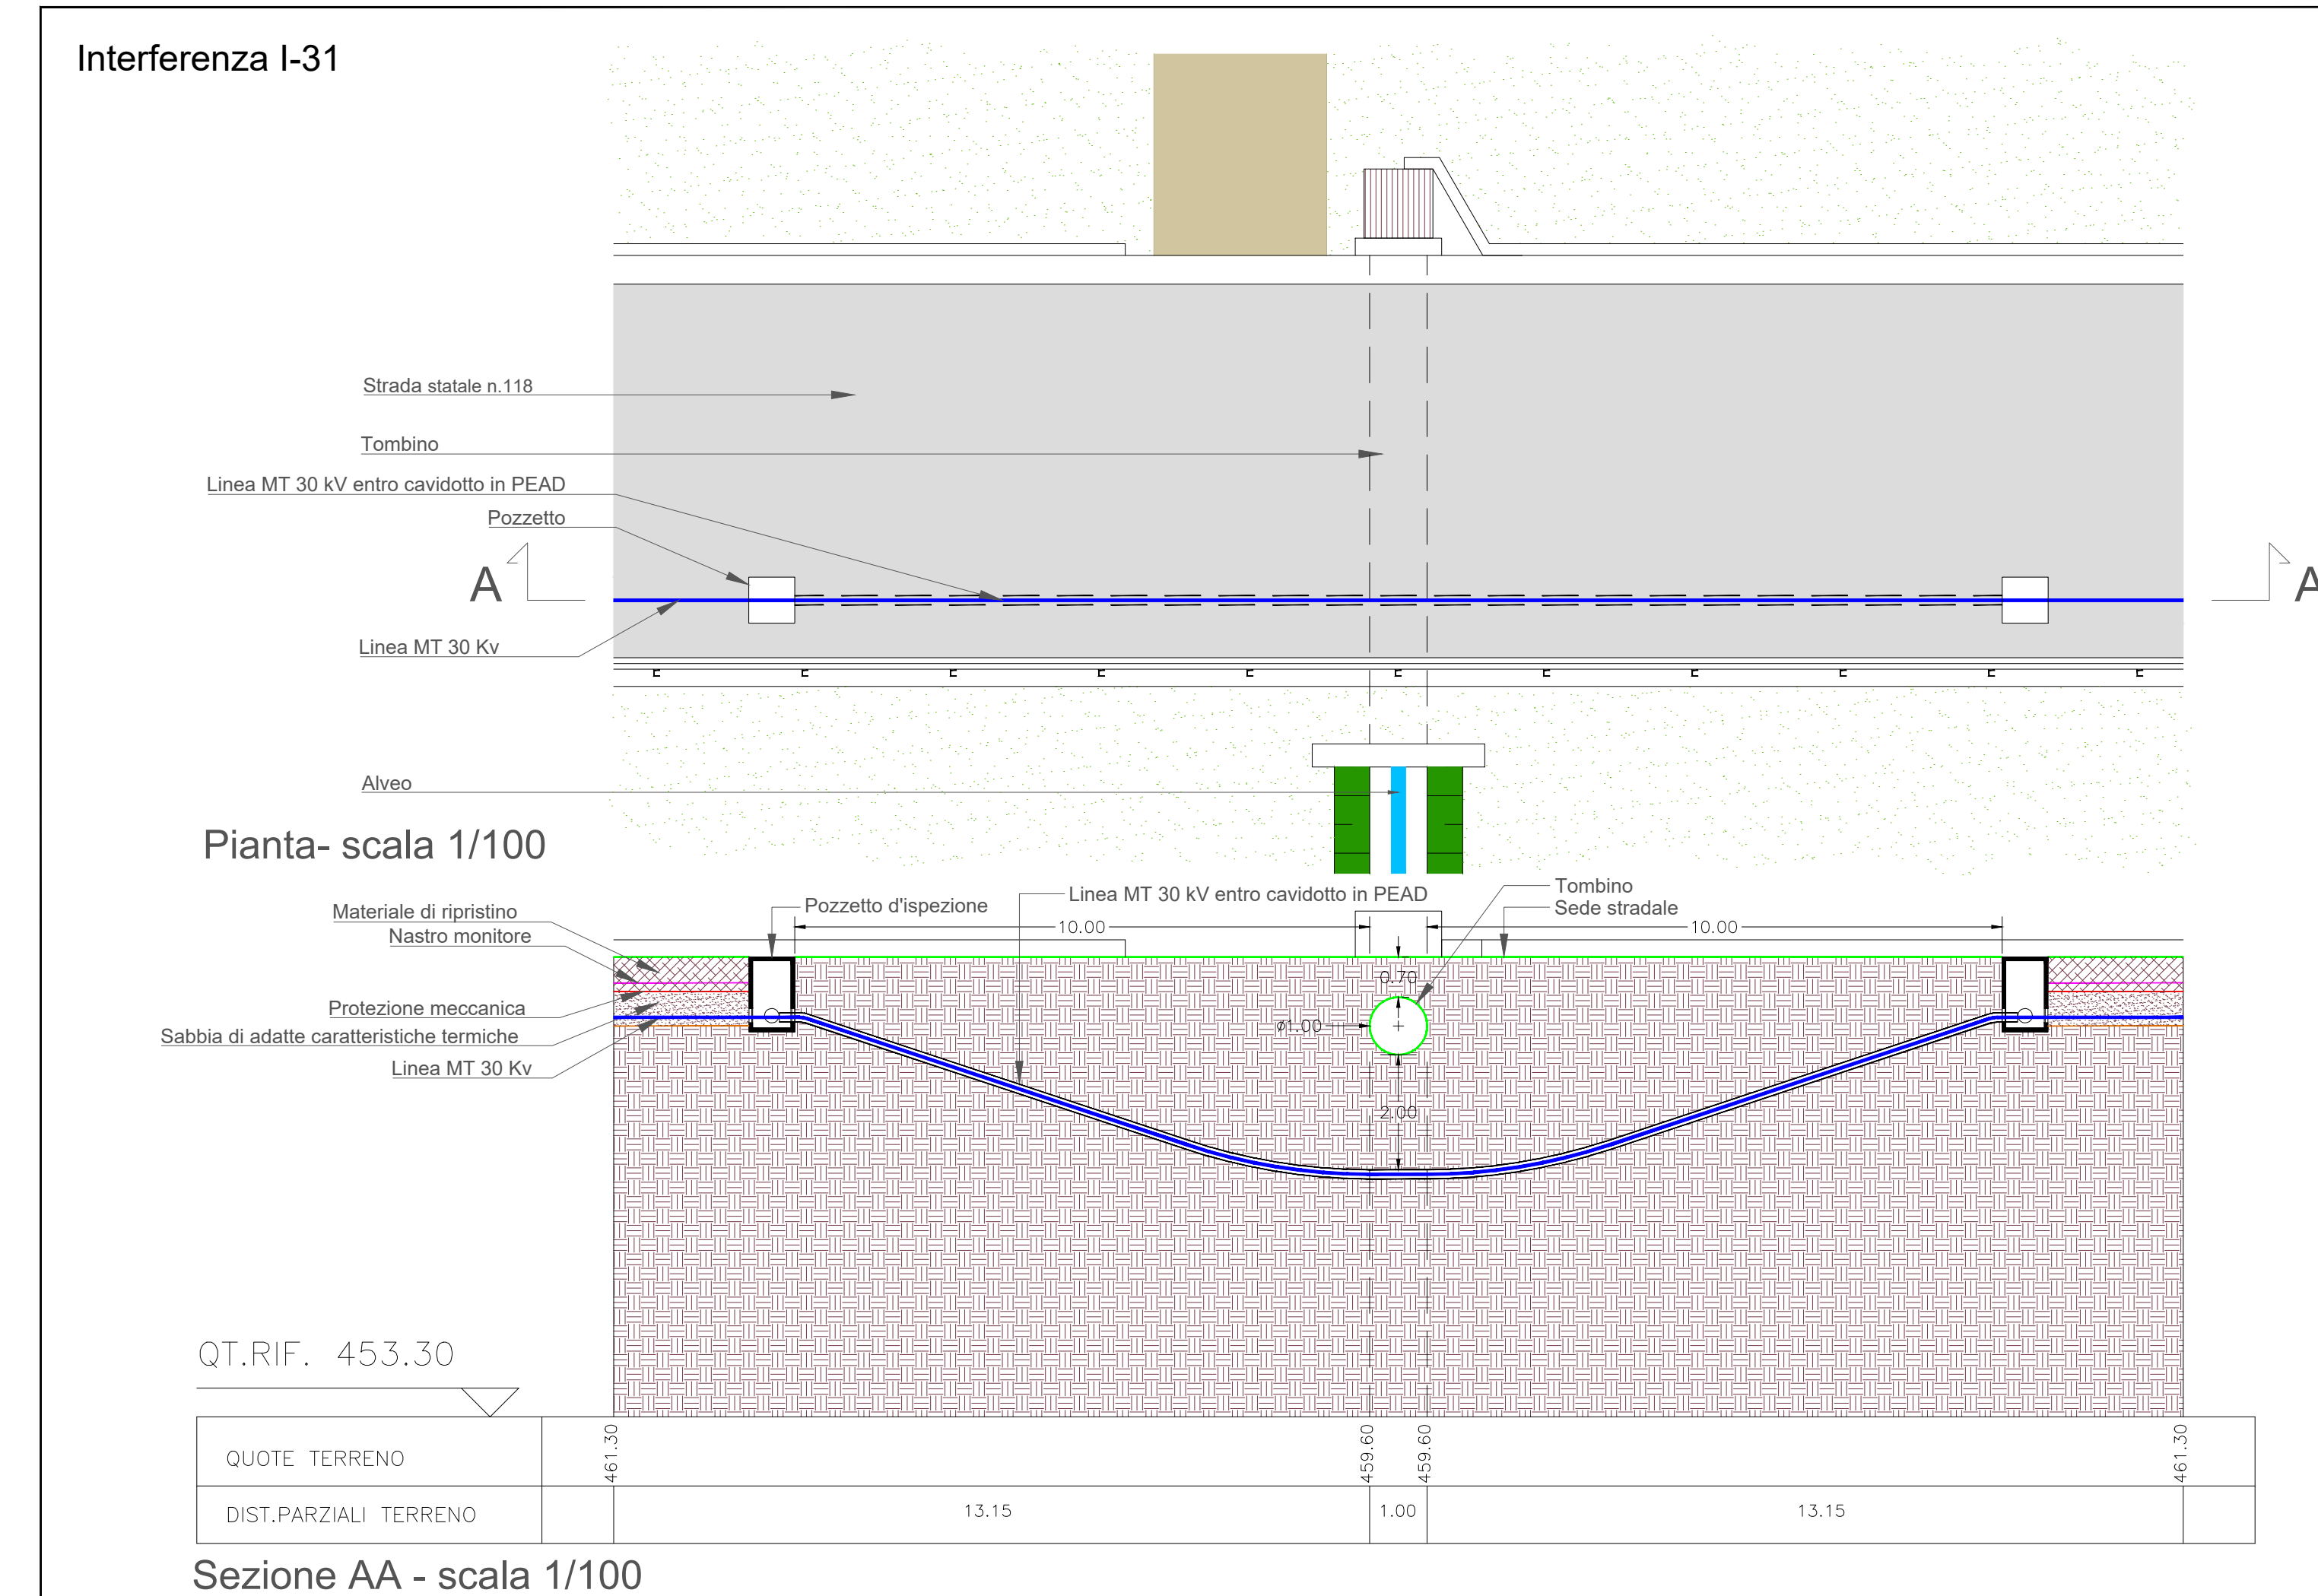 Interferenza I-31
Strada statale n.118
Tombino
Linea MT 30 kV entro cavidotto in PEAD
Pozzetto
A
A
Linea MT 30 Kv
Alveo
Pianta- scala 1/100
Linea MT 30 kV entro cavidotto in PEAD
Tombino
Pozzetto d'ispezione
Sede stradale
Materiale di ripristino
Nastro monitore
10.00
10.00
0.70
Protezione meccanica
ø1.00
Sabbia di adatte caratteristiche termiche
Linea MT 30 Kv
2.00
QT.RIF. 453.30
QUOTE TERRENO
461.30
459.60
459.60
461.30
DIST.PARZIALI TERRENO
13.15
1.00
13.15
Sezione AA - scala 1/100